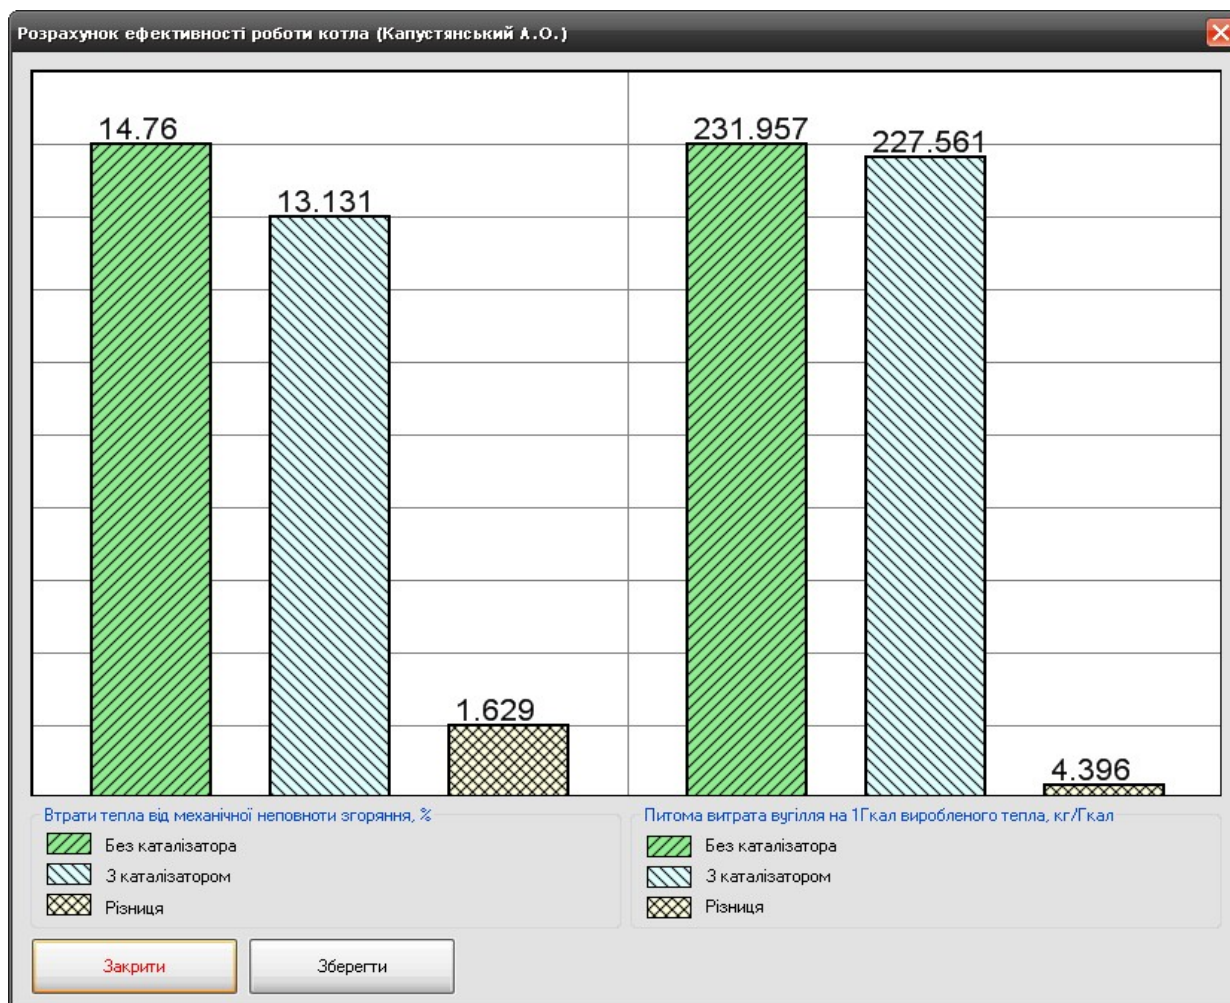 Розрахунок ефективності роботи котла (Капустянський А.О.)
14.76
13.131
1.629
231.957
227.561
4.396
Втрати тепла від механічної неповноти згоряння, %
Без каталізатора
З каталізатором
Різниця
Питома витрата вугілля на 1Гкал виробленого тепла, кг/Гкал
Без каталізатора
З каталізатором
Різниця
Закрити
Зберегти